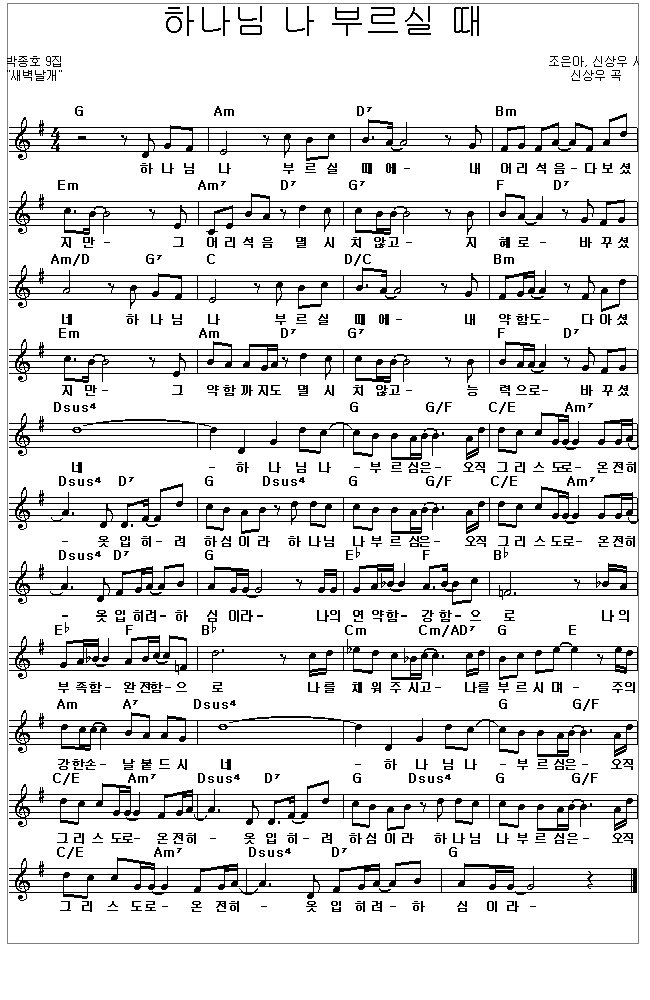 하나님 나 부르실 때
박종호 9집
"새벽날개"
조은아, 신상우 시
신상우 곡
G Am D⁷ Bm
하 나 님 나 부 르 실 때 에 - 내 어 리 석 음 - 다 보 셨
Em Am⁷ D⁷ G⁷ F D⁷
지 만 - 그 어 리 석 음 멸 시 치 않고 - 지 혜 로 - 바 꾸 셨
Am/D G⁷ C D/C Bm
네 하 나 님 나 부 르 실 때 에 - 내 약 함도 - 다 아 셨
Em Am D⁷ G⁷ F D⁷
지 만 - 그 약 함 까 지도 멸 시 치 않고 - 능 력 으로 - 바 꾸 셨
Dsus⁴ G G/F C/E Am⁷
네 - 하 나 님 나 - 부 르 심은 - 오직 그 리 스 도로 - 온 전히
Dsus⁴ D⁷ G Dsus⁴ G G/F C/E Am⁷
- 옷 입 히 - 려 하 심 이 라 하 나 님 나 부 르 심은 - 오직 그 리 스 도로 - 온 전히
Dsus⁴ D⁷ G E♭ F B♭
- 옷 입 히려 - 하 심 이라 - 나의 연 약함 - 강 함 - 으 로 나 의
E♭ F B♭ Cm Cm/AD⁷ G E
부 족함 - 완 전함 - 으 로 나 를 채 워 주 시고 - 나를 부 르 시 며 - 주의
Am A⁷ Dsus⁴ G G/F
강 한손 - 날 붙 드 시 네 - 하 나 님 나 - 부 르 심은 - 오직
C/E Am⁷ Dsus⁴ D⁷ G Dsus⁴ G G/F
그 리 스 도로 - 온 전히 - 옷 입 히 려 하 심 이 라 하 나 님 나 부 르 심은 - 오직
C/E Am⁷ Dsus⁴ D⁷ G
그 리 스 도 로 - 온 전 히 - 옷 입 히 려 - 하 심 이 라 -